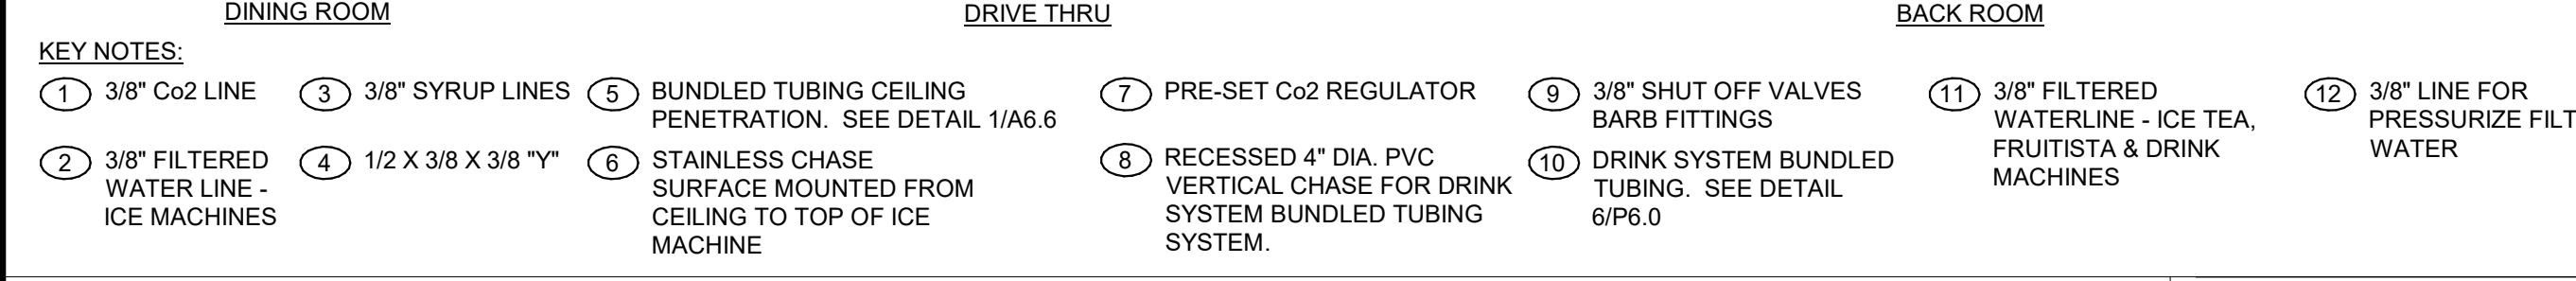 DINING ROOM
DRIVE THRU
BACK ROOM
KEY NOTES:
1 3/8" Co2 LINE
2 3/8" FILTERED
WATER LINE -
ICE MACHINES
3 3/8" SYRUP LINES
4 1/2 X 3/8 X 3/8 "Y"
5 BUNDLED TUBING CEILING
PENETRATION. SEE DETAIL 1/A6.6
6 STAINLESS CHASE
SURFACE MOUNTED FROM
CEILING TO TOP OF ICE
MACHINE
7 PRE-SET Co2 REGULATOR
8 RECESSED 4" DIA. PVC
VERTICAL CHASE FOR DRINK
SYSTEM BUNDLED TUBING
SYSTEM.
9 3/8" SHUT OFF VALVES
BARB FITTINGS
10 DRINK SYSTEM BUNDLED
TUBING. SEE DETAIL
6/P6.0
11 3/8" FILTERED
WATERLINE - ICE TEA,
FRUITISTA & DRINK
MACHINES
12 3/8" LINE FOR
PRESSURIZE FILT
WATER